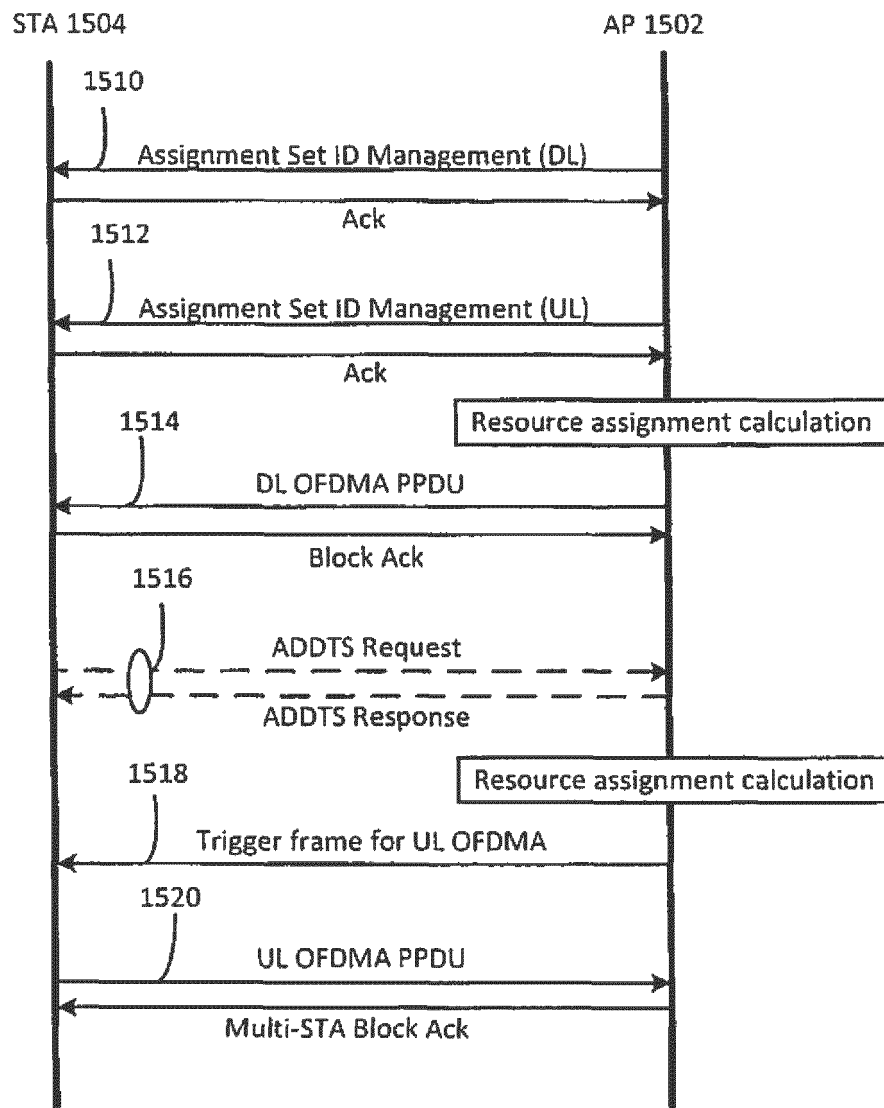 STA 1504
AP 1502
1510
Assignment Set ID Management (DL)
Ack
1512
Assignment Set ID Management (UL)
Ack
Resource assignment calculation
1514
DL OFDMA PPDU
Block Ack
1516
ADDTS Request
ADDTS Response
Resource assignment calculation
1518
Trigger frame for UL OFDMA
1520
UL OFDMA PPDU
Multi-STA Block Ack